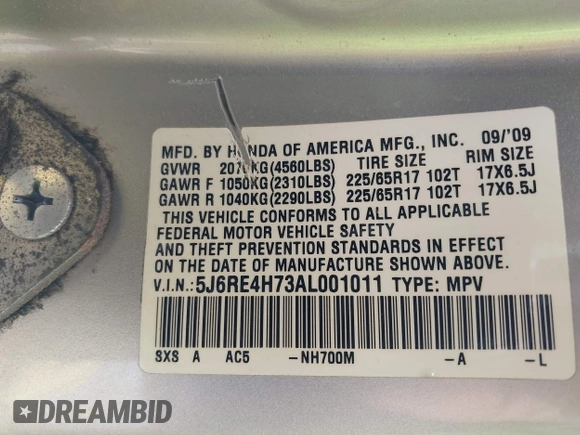 MFD. BY HONDA OF AMERICA MFG., INC. 09/'09
GVWR 2070KG(4560LBS) TIRE SIZE RIM SIZE
GAWR F 1050KG(2310LBS) 225/65R17 102T 17X6.5J
GAWR R 1040KG(2290LBS) 225/65R17 102T 17X6.5J
THIS VEHICLE CONFORMS TO ALL APPLICABLE
FEDERAL MOTOR VEHICLE SAFETY
AND THEFT PREVENTION STANDARDS IN EFFECT
ON THE DATE OF MANUFACTURE SHOWN ABOVE.
V.I.N.: 5J6RE4H73AL001011 TYPE: MPV
SXS A AC5 -NH700M -A -L
DREAMBID